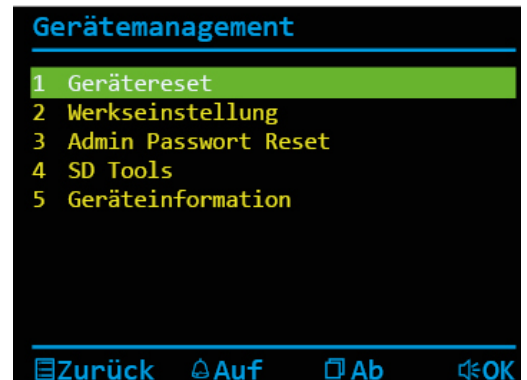 Gerätemanagement
1 Gerätereset
2 Werkseinstellung
3 Admin Passwort Reset
4 SD Tools
5 Geräteinformation
Zurück Auf Ab OK